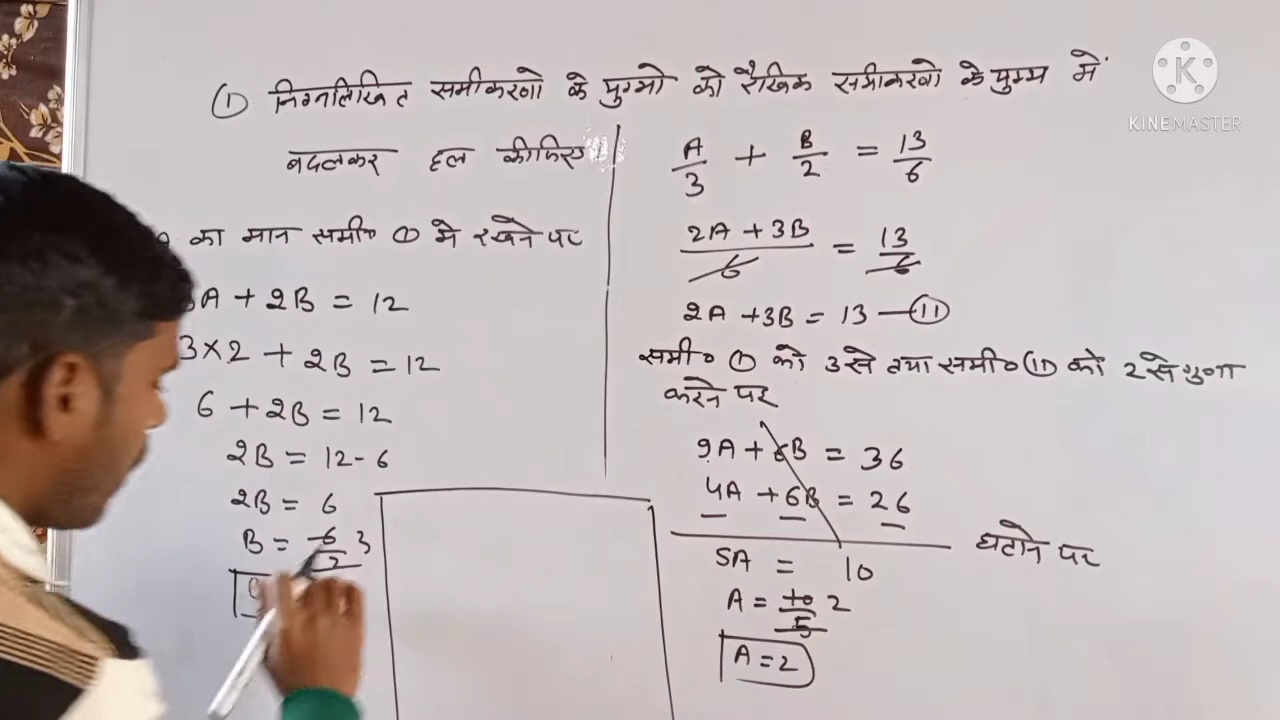 ① निम्नलिखित समीकरणो के युग्मो को रैखिक समीकरणो के युग्म में
बदलकर हल कीजिए।
का मान समी० ① मे रखने पर
3A + 2B = 12
3×2 + 2B = 12
6 + 2B = 12
2B = 12-6
2B = 6
B = 6/2 3
A/3 + B/2 = 13/6
2A + 3B/6 = 13/6
2A + 3B = 13 —⑪
समी० ① को 3 से तथा समी० ⑪ को 2 से गुणा
करने पर
9A + 6B = 36
4A + 6B = 26
घटाने पर
5A = 10
A = 10/5 2
A = 2
KINEMASTER